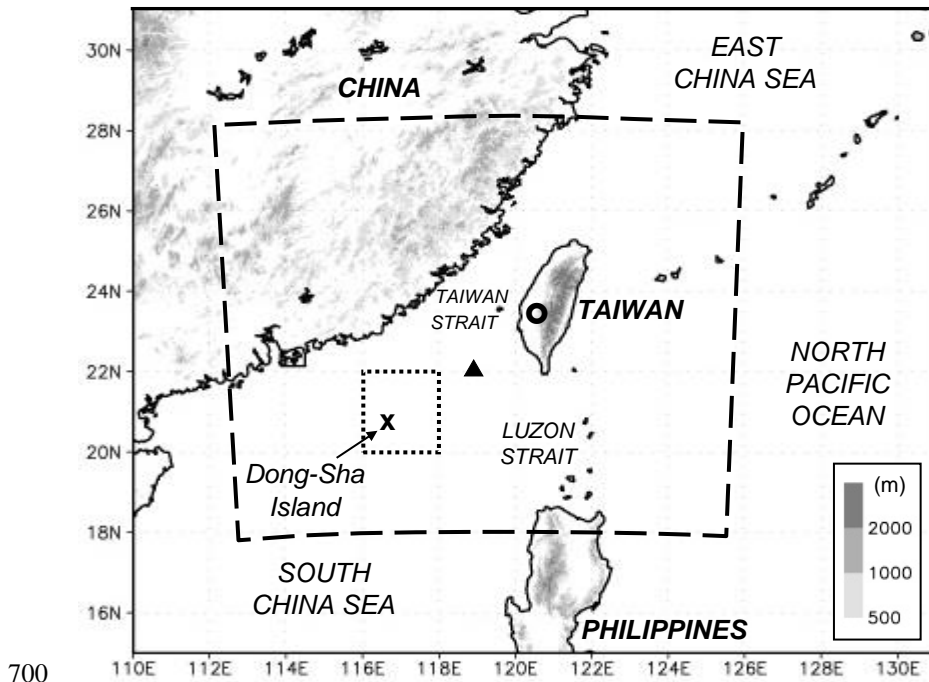 30N
28N
26N
24N
22N
20N
18N
16N
EAST
CHINA SEA
CHINA
TAIWAN
STRAIT
TAIWAN
NORTH
PACIFIC
OCEAN
x
LUZON
STRAIT
Dong-Sha
Island
(m)
2000
1000
500
SOUTH
CHINA SEA
PHILIPPINES
700
110E 112E 114E 116E 118E 120E 122E 124E 126E 128E 130E